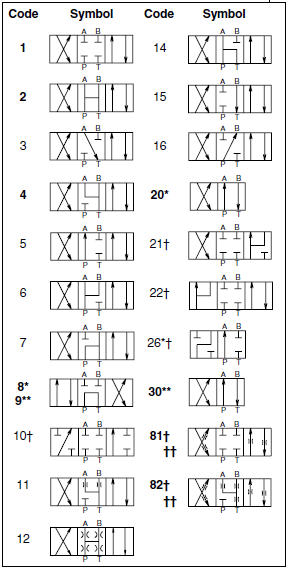 Code Symbol Code Symbol
1 A B P T 14 A B P T
2 A B P T 15 A B P T
3 A B P T 16 A B P T
4 A B P T 20* A B P T
5 A B P T 21† A B P T
6 A B P T 22† A B P T
7 A B P T 26*† A B P T
8* A B P T 30** A B P T
9**
10† A B P T 81† A B P T
††
11 A B P T 82† A B P T
††
12 A B P T